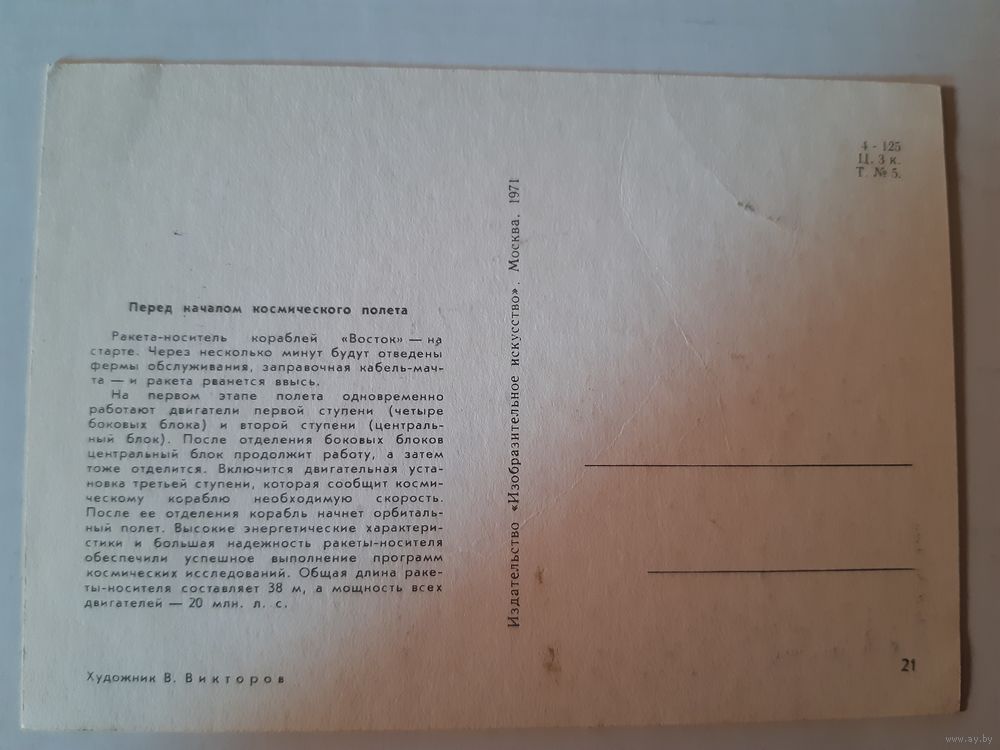 Перед началом космического полета
Ракета-носитель кораблей «Восток» — на
старте. Через несколько минут будут отведены
фермы обслуживания, заправочная кабель-мач-
та — и ракета рванется ввысь.
На первом этапе полета одновременно
работают двигатели первой ступени (четыре
боковых блока) и второй ступени (централь-
ный блок). После отделения боковых блоков
центральный блок продолжит работу, а затем
тоже отделится. Включится двигательная уста-
новка третьей ступени, которая сообщит косми-
ческому кораблю необходимую скорость.
После ее отделения корабль начнет орбиталь-
ный полет. Высокие энергетические характери-
стики и большая надежность ракеты-носителя
обеспечили успешное выполнение программ
космических исследований. Общая длина раке-
ты-носителя составляет 38 м, а мощность всех
двигателей — 20 млн. л. с.
Художник В. Викторов
Издательство «Изобразительное искусство». Москва. 1971
4 - 125
Ц. 3 к.
Т. № 5.
21
www.ay.by